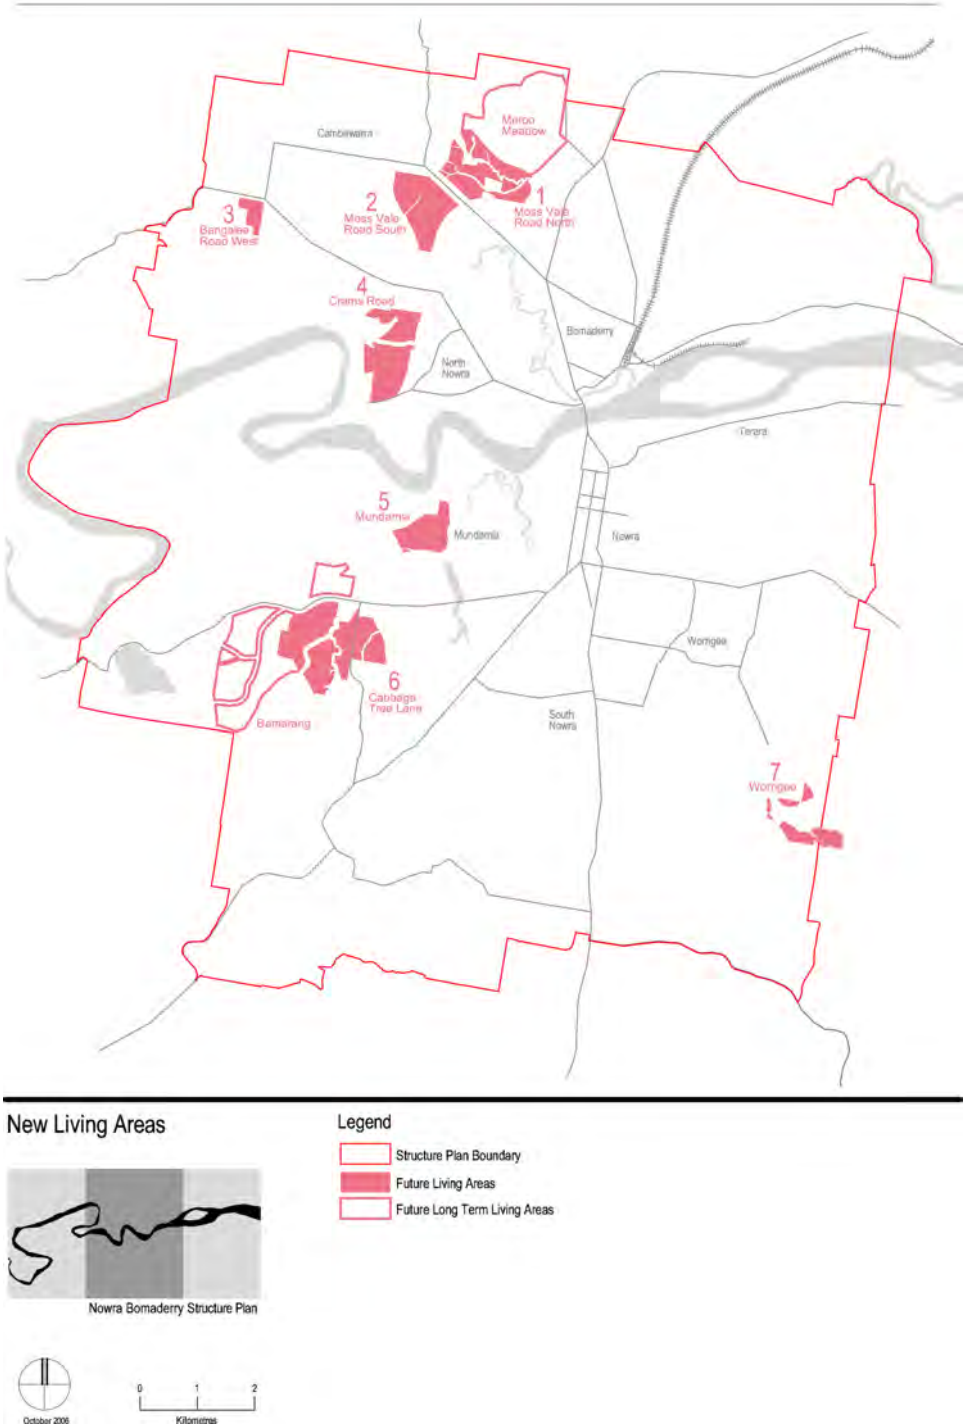 Meroo
Meadow
Cambewarra
1
Moss Vale
Road North
2
Moss Vale
Road South
3
Bangalee
Road West
4
Crams Road
Bomaderry
North
Nowra
Terara
5
Mundamia
Mundamia
Nowra
Worrigee
6
Cabbage
Tree Lane
Bamarang
South
Nowra
7
Worrigee
New Living Areas
Legend
Structure Plan Boundary
Future Living Areas
Future Long Term Living Areas
Nowra Bomaderry Structure Plan
October 2006
0 1 2
Kilometres